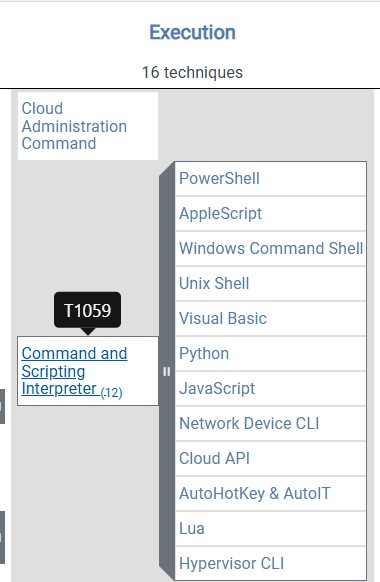 Execution
16 techniques
Cloud
Administration
Command
PowerShell
AppleScript
Windows Command Shell
Unix Shell
Visual Basic
T1059
Command and
Scripting
Interpreter (12)
Python
JavaScript
Network Device CLI
Cloud API
AutoHotKey & AutoIT
Lua
Hypervisor CLI